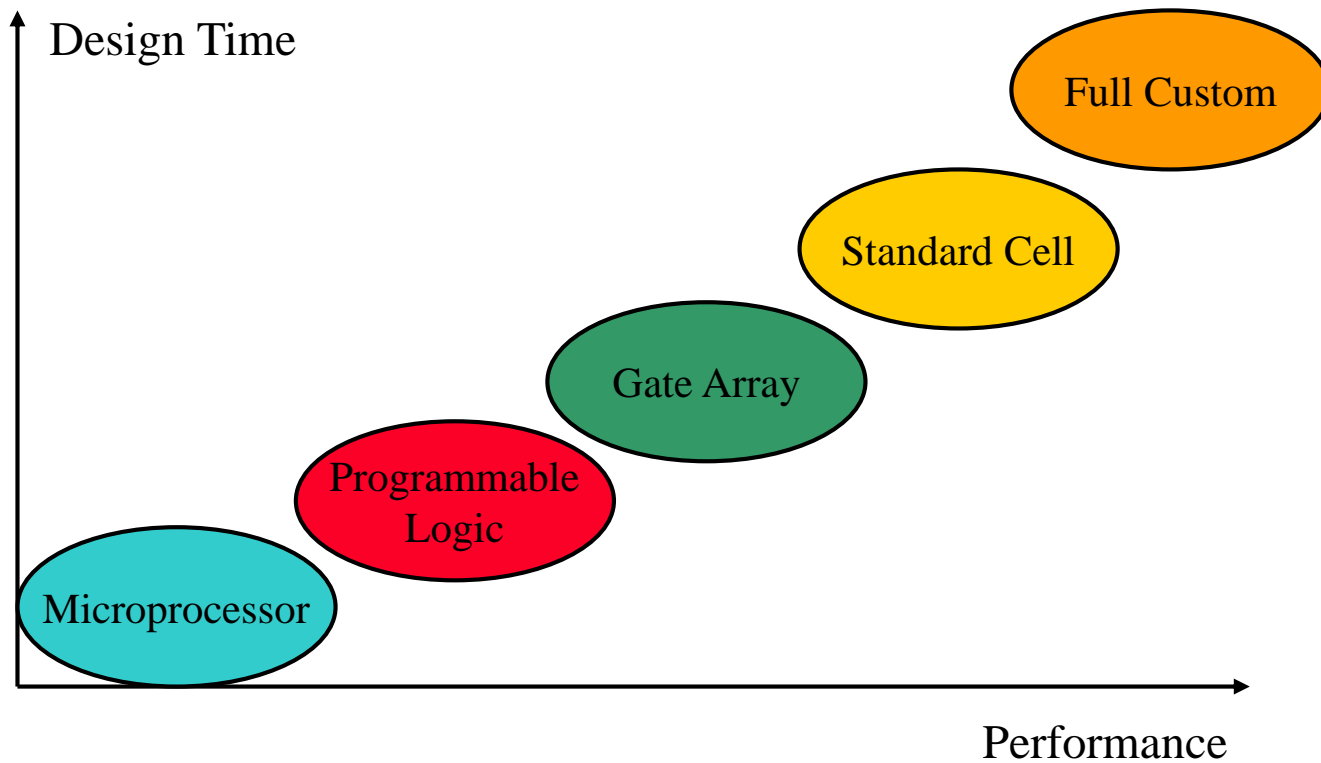 Design Time
Full Custom
Standard Cell
Gate Array
Programmable
Logic
Microprocessor
Performance